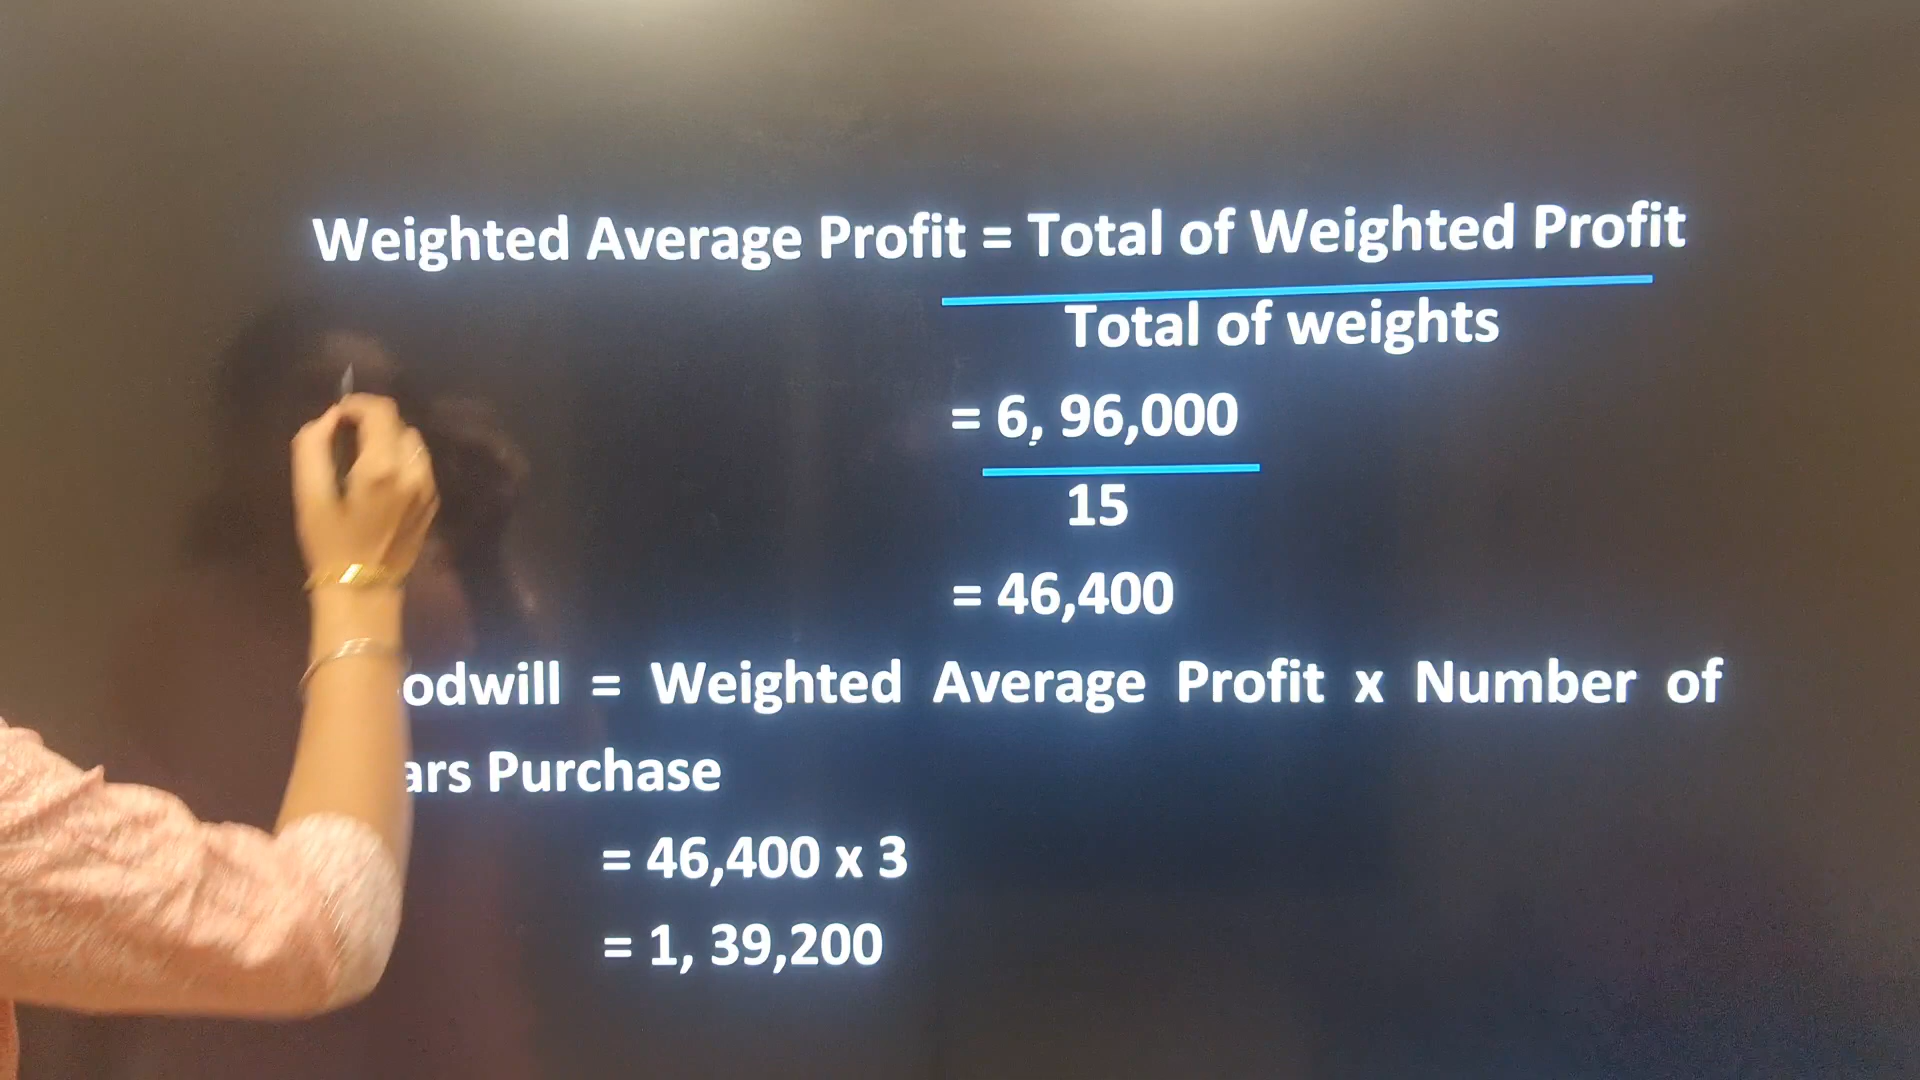 Weighted Average Profit = Total of Weighted Profit
Total of weights
= 6, 96,000
15
= 46,400
odwill = Weighted Average Profit x Number of
ars Purchase
= 46,400 x 3
= 1, 39,200